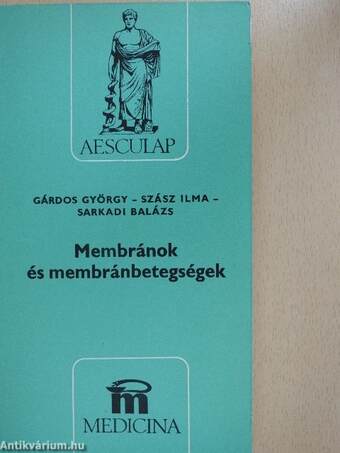 AESCULAP
GÁRDOS GYÖRGY – SZÁSZ ILMA –
SARKADI BALÁZS
Membránok
és membránbetegségek
m
MEDICINA
Antikvárium.hu